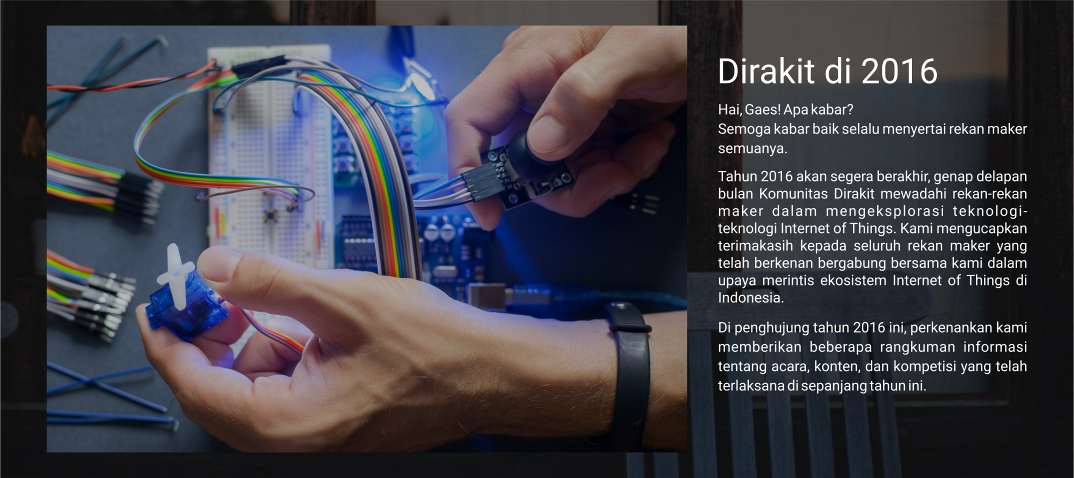 Dirakit di 2016
Hai, Gaes! Apa kabar?
Semoga kabar baik selalu menyertai rekan maker
semuanya.
Tahun 2016 akan segera berakhir, genap delapan
bulan Komunitas Dirakit mewadahi rekan-rekan
maker dalam mengeksplorasi teknologi-
teknologi Internet of Things. Kami mengucapkan
terimakasih kepada seluruh rekan maker yang
telah berkenan bergabung bersama kami dalam
upaya merintis ekosistem Internet of Things di
Indonesia.
Di penghujung tahun 2016 ini, perkenankan kami
memberikan beberapa rangkuman informasi
tentang acara, konten, dan kompetisi yang telah
terlaksana di sepanjang tahun ini.